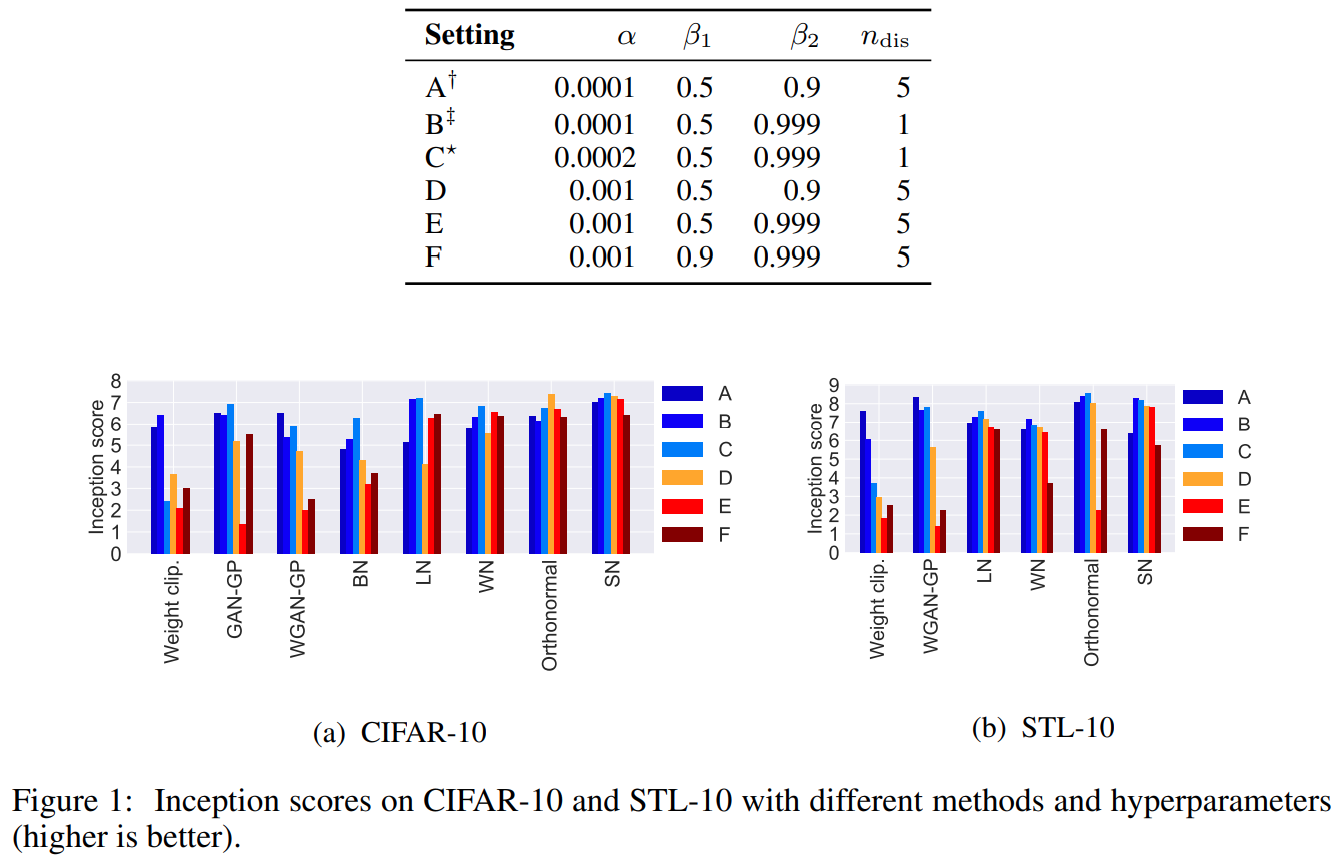 Setting α β₁ β₂ n_dis
A† 0.0001 0.5 0.9 5
B‡ 0.0001 0.5 0.999 1
C⋆ 0.0002 0.5 0.999 1
D 0.001 0.5 0.9 5
E 0.001 0.5 0.999 5
F 0.001 0.9 0.999 5
Inception score
8
7
6
5
4
3
2
1
0
Weight clip.
GAN-GP
WGAN-GP
BN
LN
WN
Orthonormal
SN
A
B
C
D
E
F
(a) CIFAR-10
Inception score
9
8
7
6
5
4
3
2
1
0
Weight clip.
WGAN-GP
LN
WN
Orthonormal
SN
A
B
C
D
E
F
(b) STL-10
Figure 1: Inception scores on CIFAR-10 and STL-10 with different methods and hyperparameters
(higher is better).